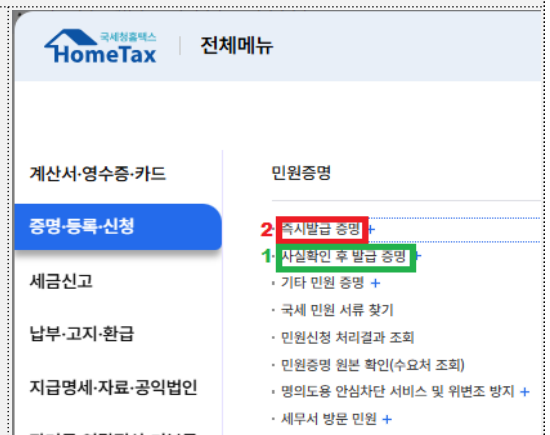 국세청홈택스
HomeTax
전체메뉴
계산서·영수증·카드
증명·등록·신청
세금신고
납부·고지·환급
지급명세·자료·공익법인
민원증명
2 즉시발급 증명 +
1 사실확인 후 발급 증명 +
· 기타 민원 증명 +
· 국세 민원 서류 찾기
· 민원신청 처리결과 조회
· 민원증명 원본 확인(수요처 조회)
· 명의도용 안심차단 서비스 및 위변조 방지 +
· 세무서 방문 민원 +